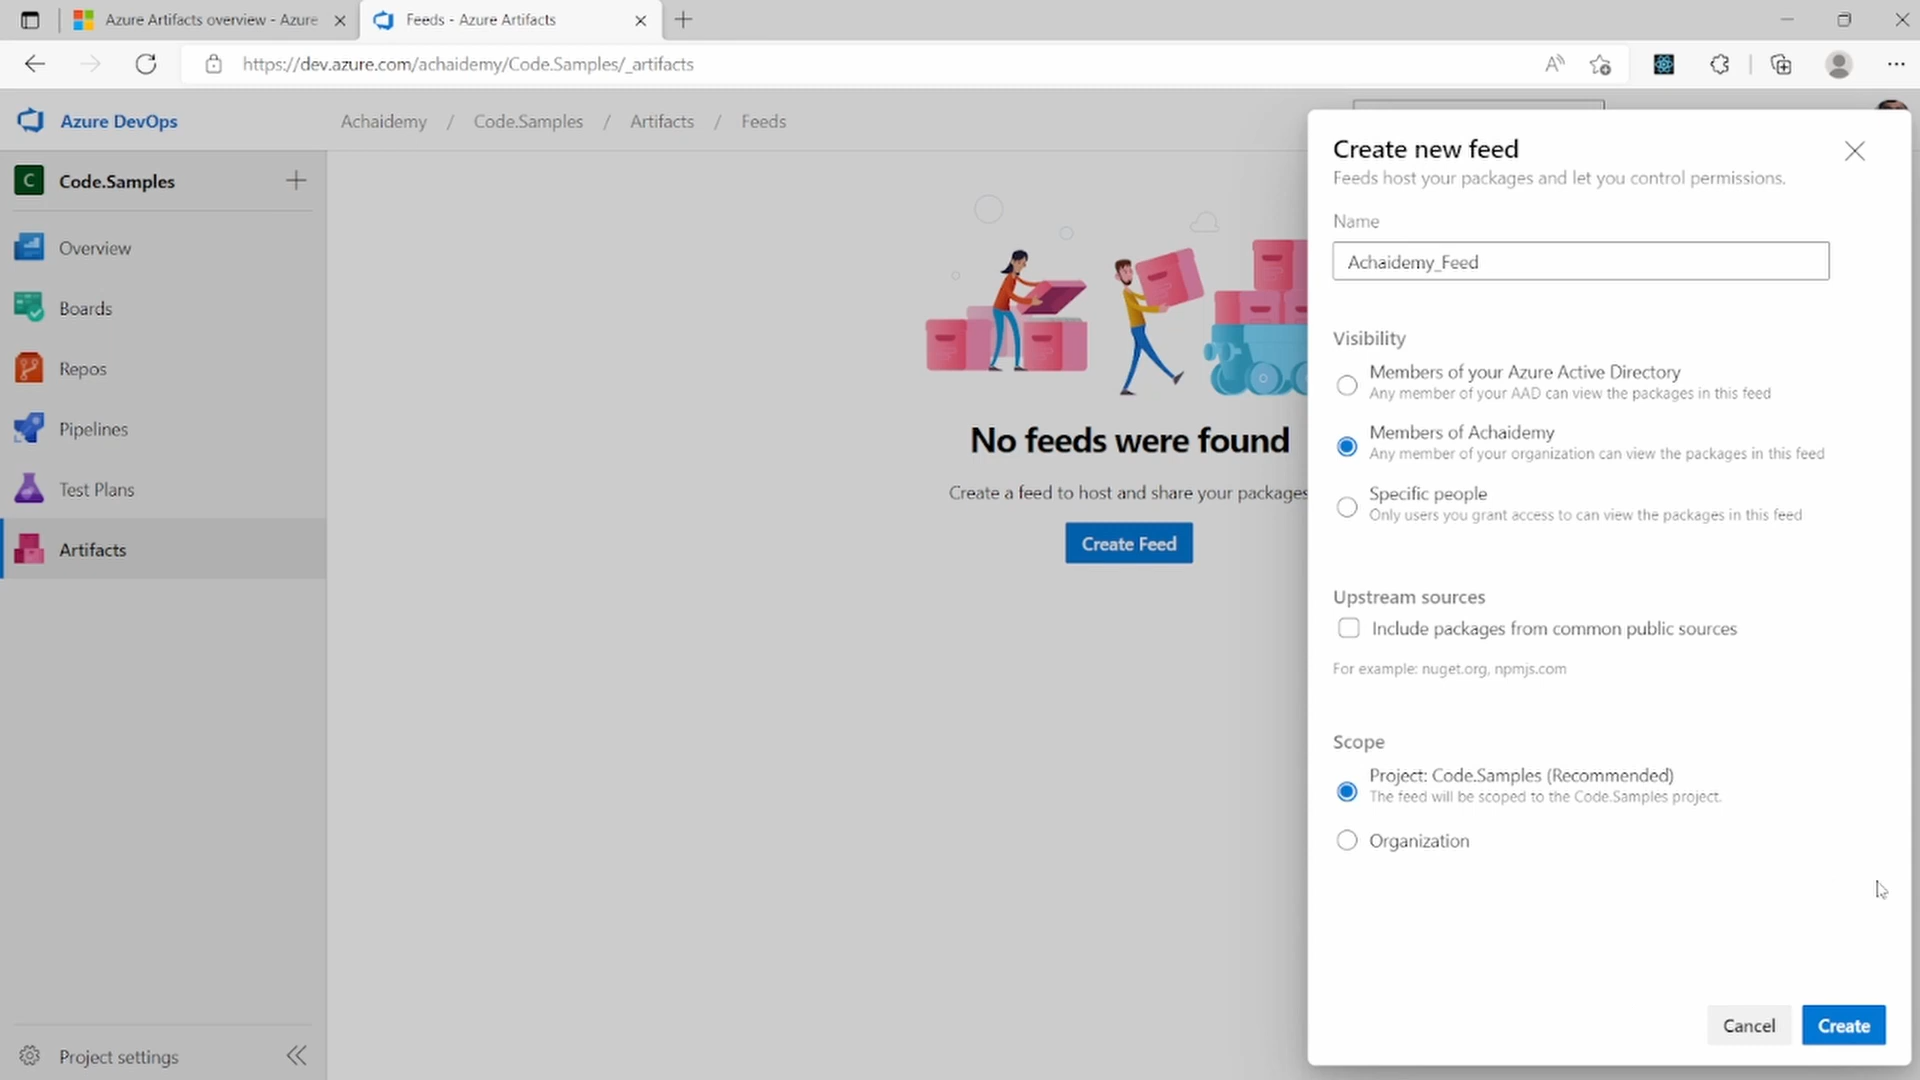 Azure Artifacts overview - Azure
Feeds - Azure Artifacts
https://dev.azure.com/achaidemy/Code.Samples/_artifacts
Azure DevOps
Achaidemy / Code.Samples / Artifacts / Feeds
C Code.Samples
Overview
Boards
Repos
Pipelines
Test Plans
Artifacts
Project settings
No feeds were found
Create a feed to host and share your packages
Create Feed
Create new feed
Feeds host your packages and let you control permissions.
Name
Achaidemy_Feed
Visibility
Members of your Azure Active Directory
Any member of your AAD can view the packages in this feed
Members of Achaidemy
Any member of your organization can view the packages in this feed
Specific people
Only users you grant access to can view the packages in this feed
Upstream sources
Include packages from common public sources
For example: nuget.org, npmjs.com
Scope
Project: Code.Samples (Recommended)
The feed will be scoped to the Code.Samples project.
Organization
Cancel
Create